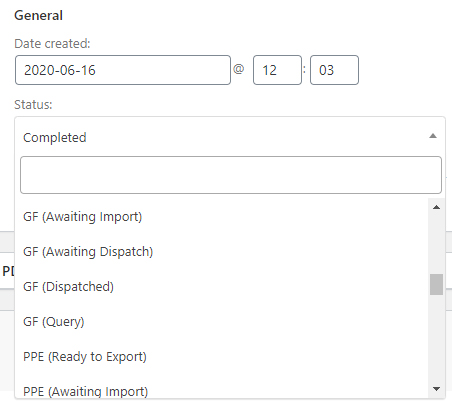 General
Date created:
2020-06-16 @ 12 : 03
Status:
Completed
GF (Awaiting Import)
GF (Awaiting Dispatch)
GF (Dispatched)
GF (Query)
PPE (Ready to Export)
PPE (Awaiting Import)